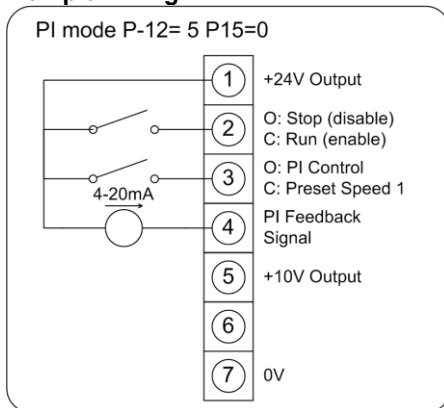 PI mode P-12= 5 P15=0
1 +24V Output
2 O: Stop (disable)
C: Run (enable)
3 O: PI Control
C: Preset Speed 1
4-20mA
4 PI Feedback
Signal
5 +10V Output
6
7 0V